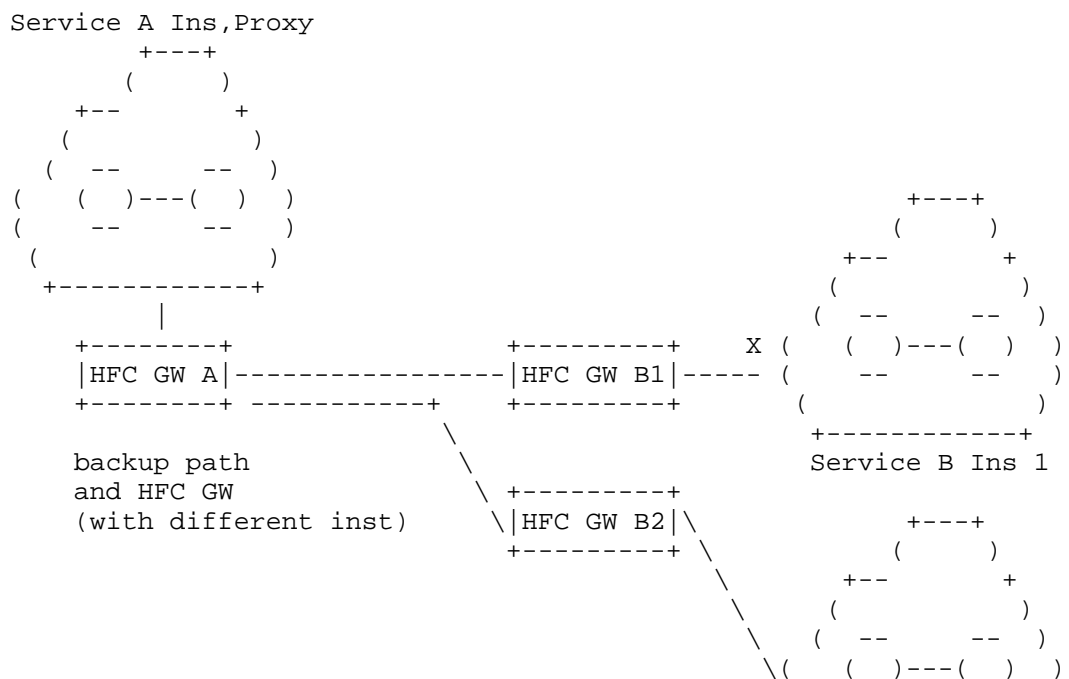 Service A Ins,Proxy
X
HFC GW A
HFC GW B1
Service B Ins 1
backup path
and HFC GW
(with different inst)
HFC GW B2